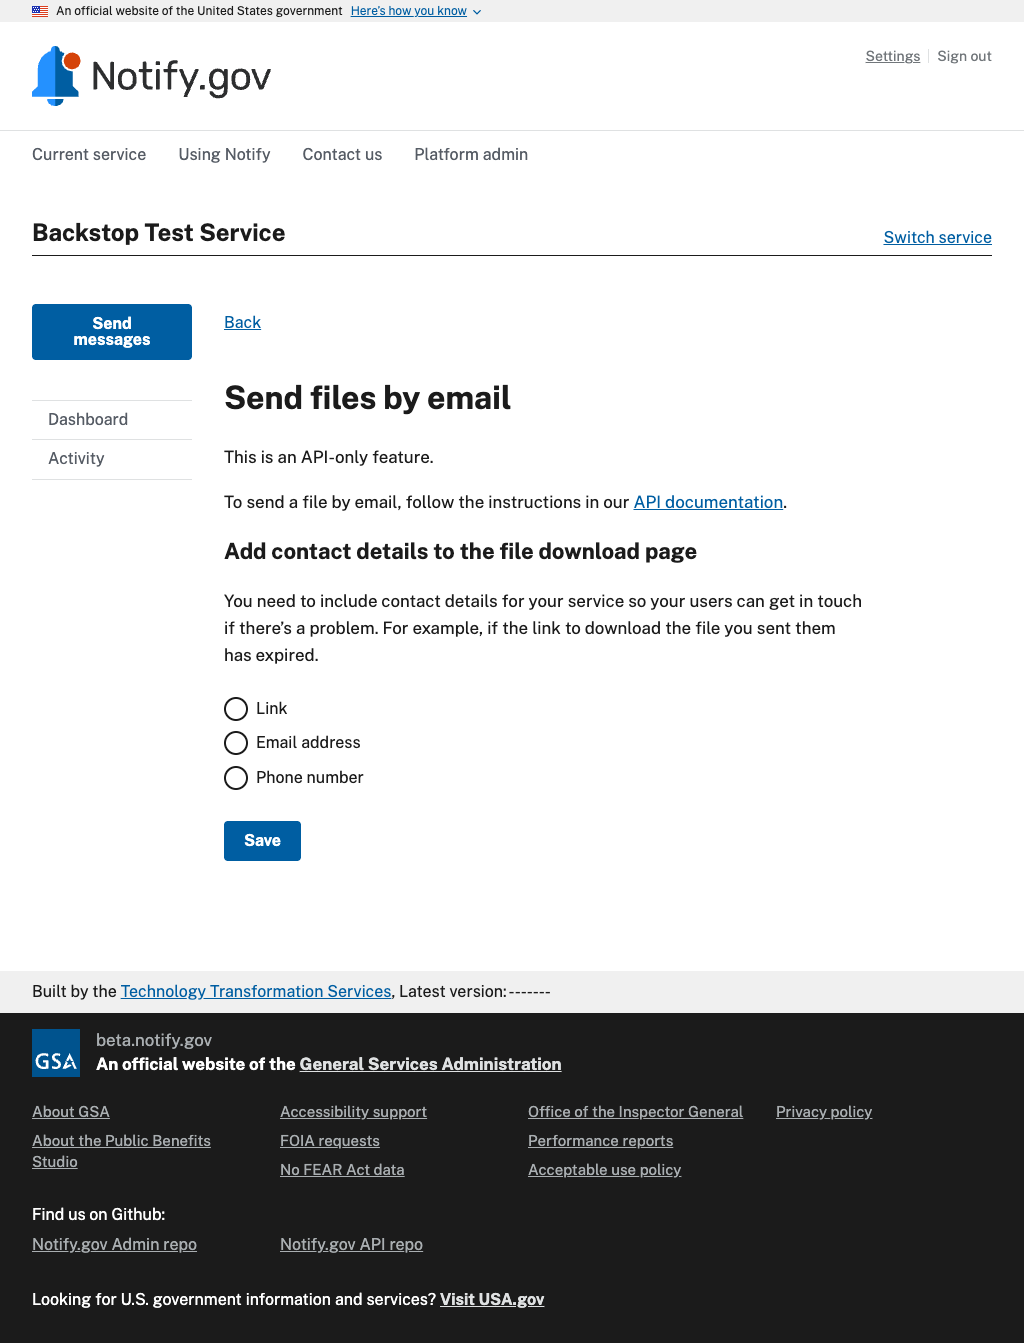 An official website of the United States government Here's how you know
Notify.gov
Settings Sign out
Current service Using Notify Contact us Platform admin
Backstop Test Service
Switch service
Send
messages
Dashboard
Activity
Back
Send files by email
This is an API-only feature.
To send a file by email, follow the instructions in our API documentation.
Add contact details to the file download page
You need to include contact details for your service so your users can get in touch
if there’s a problem. For example, if the link to download the file you sent them
has expired.
Link
Email address
Phone number
Save
Built by the Technology Transformation Services, Latest version: -------
GSA
beta.notify.gov
An official website of the General Services Administration
About GSA
About the Public Benefits
Studio
Accessibility support
FOIA requests
No FEAR Act data
Office of the Inspector General
Performance reports
Acceptable use policy
Privacy policy
Find us on Github:
Notify.gov Admin repo Notify.gov API repo
Looking for U.S. government information and services? Visit USA.gov